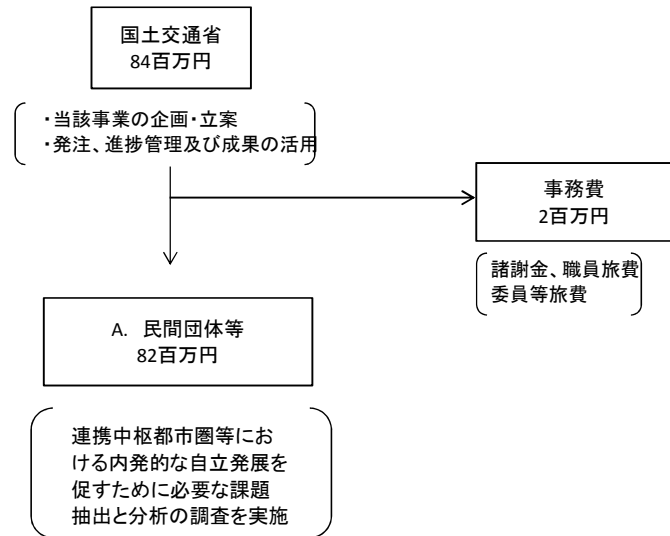 国土交通省
84百万円
・当該事業の企画・立案
・発注、進捗管理及び成果の活用
事務費
2百万円
諸謝金、職員旅費
委員等旅費
A. 民間団体等
82百万円
連携中枢都市圏等にお
ける内発的な自立発展を
促すために必要な課題
抽出と分析の調査を実施